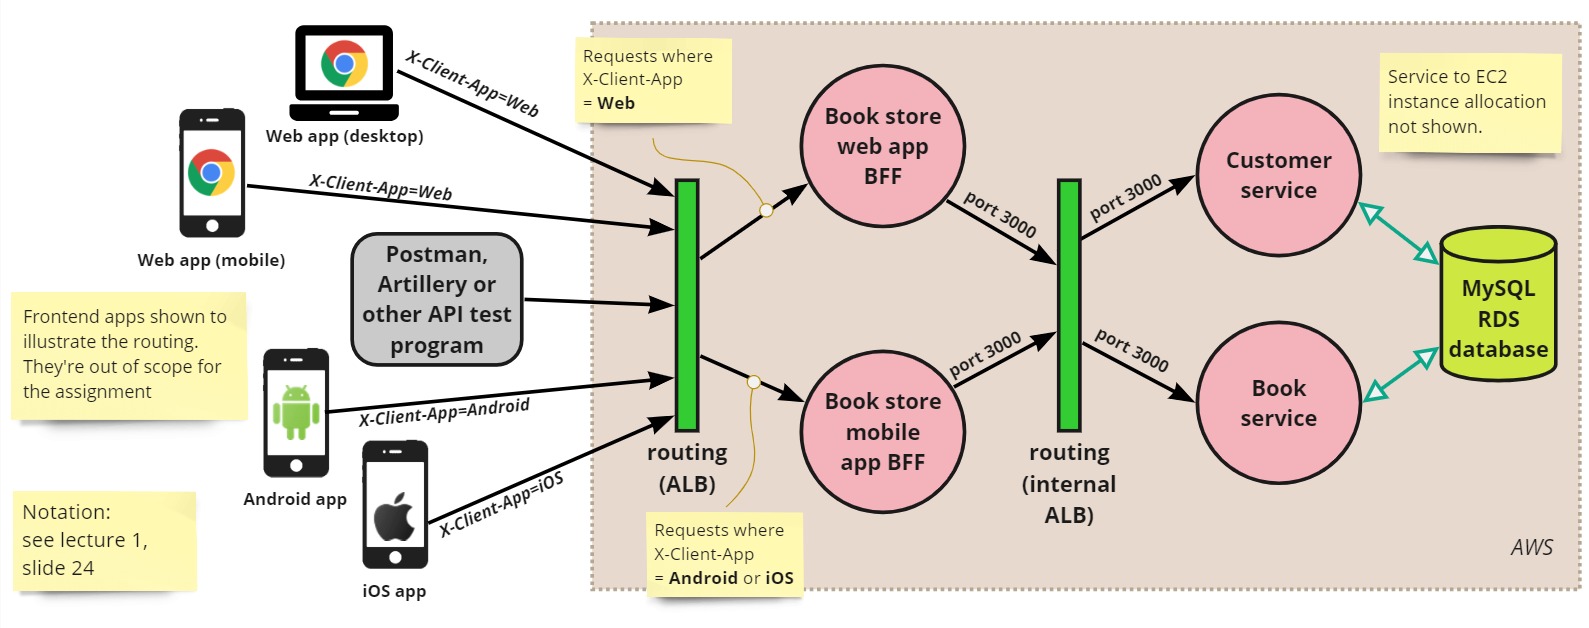 X-Client-App=Web
Web app (desktop)
X-Client-App=Web
Web app (mobile)
Postman,
Artillery or
other API test
program
Frontend apps shown to
illustrate the routing.
They're out of scope for
the assignment
X-Client-App=Android
Android app
X-Client-App=iOS
iOS app
Notation:
see lecture 1,
slide 24
Requests where
X-Client-App
= Web
routing
(ALB)
Requests where
X-Client-App
= Android or iOS
Book store
web app
BFF
Book store
mobile
app BFF
port 3000
port 3000
routing
(internal
ALB)
port 3000
port 3000
Customer
service
Book
service
Service to EC2
instance allocation
not shown.
MySQL
RDS
database
AWS